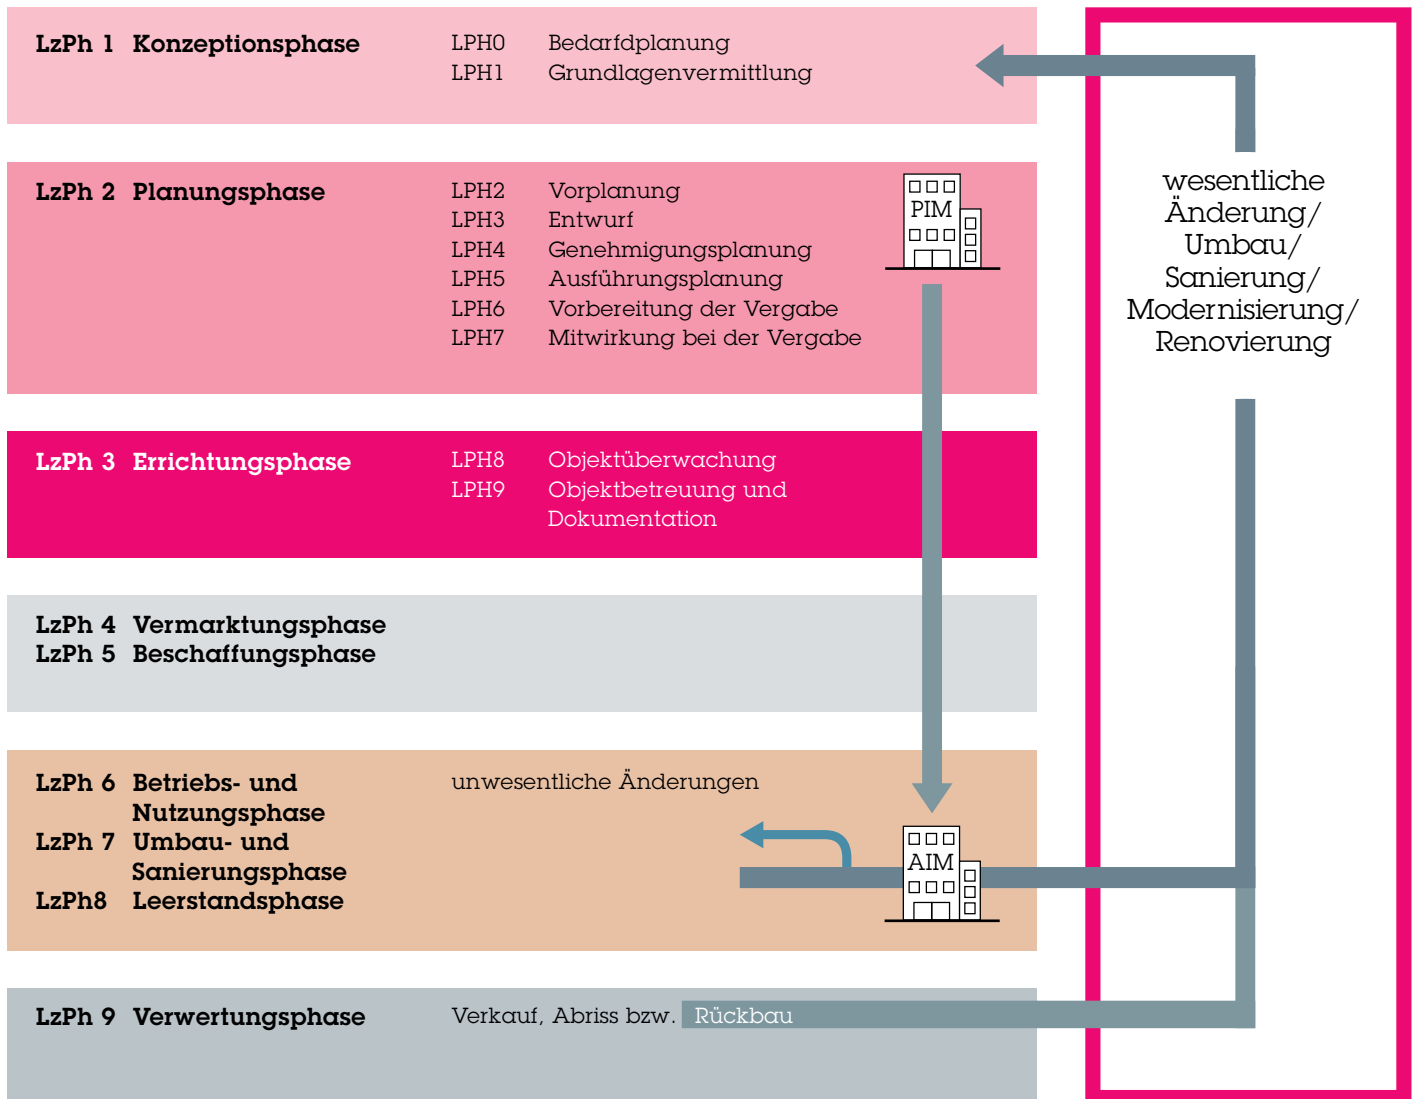 LzPh 1 Konzeptionsphase
LPH0 Bedarfdplanung
LPH1 Grundlagenvermittlung
LzPh 2 Planungsphase
LPH2 Vorplanung
LPH3 Entwurf
LPH4 Genehmigungsplanung
LPH5 Ausführungsplanung
LPH6 Vorbereitung der Vergabe
LPH7 Mitwirkung bei der Vergabe
PIM
LzPh 3 Errichtungsphase
LPH8 Objektüberwachung
LPH9 Objektbetreuung und
Dokumentation
LzPh 4 Vermarktungsphase
LzPh 5 Beschaffungsphase
LzPh 6 Betriebs- und
Nutzungsphase
LzPh 7 Umbau- und
Sanierungsphase
LzPh8 Leerstandsphase
unwesentliche Änderungen
AIM
LzPh 9 Verwertungsphase
Verkauf, Abriss bzw. Rückbau
wesentliche
Änderung/
Umbau/
Sanierung/
Modernisierung/
Renovierung